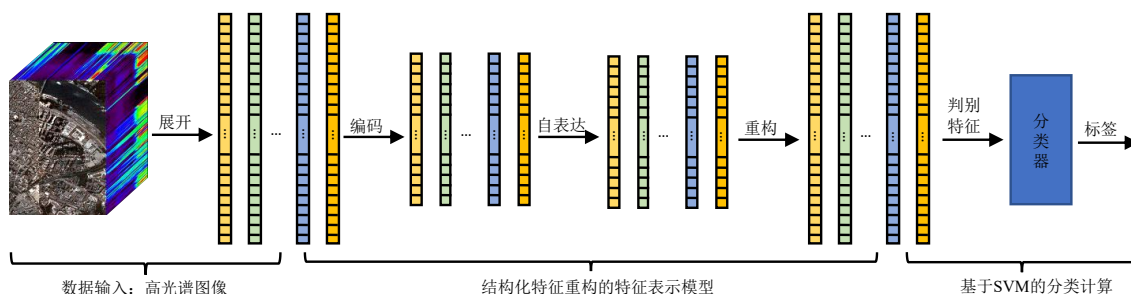 展开
...
编码
...
自表达
...
重构
...
判别
特征
分
类
器
标签
数据输入：高光谱图像
结构化特征重构的特征表示模型
基于SVM的分类计算